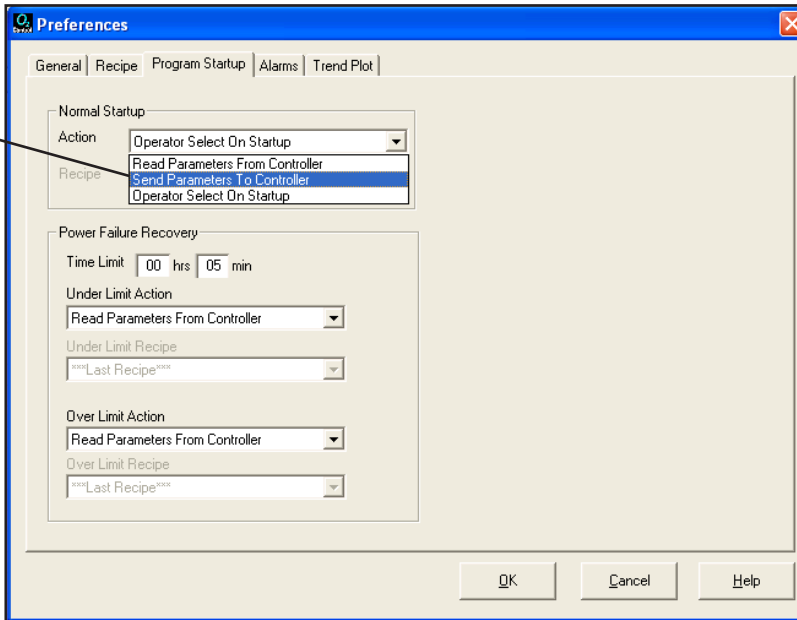 O₂
Control
Preferences
General Recipe Program Startup Alarms Trend Plot
Normal Startup
Action Operator Select On Startup
Read Parameters From Controller
Recipe Send Parameters To Controller
Operator Select On Startup
Power Failure Recovery
Time Limit 00 hrs 05 min
Under Limit Action
Read Parameters From Controller
Under Limit Recipe
***Last Recipe***
Over Limit Action
Read Parameters From Controller
Over Limit Recipe
***Last Recipe***
OK Cancel Help